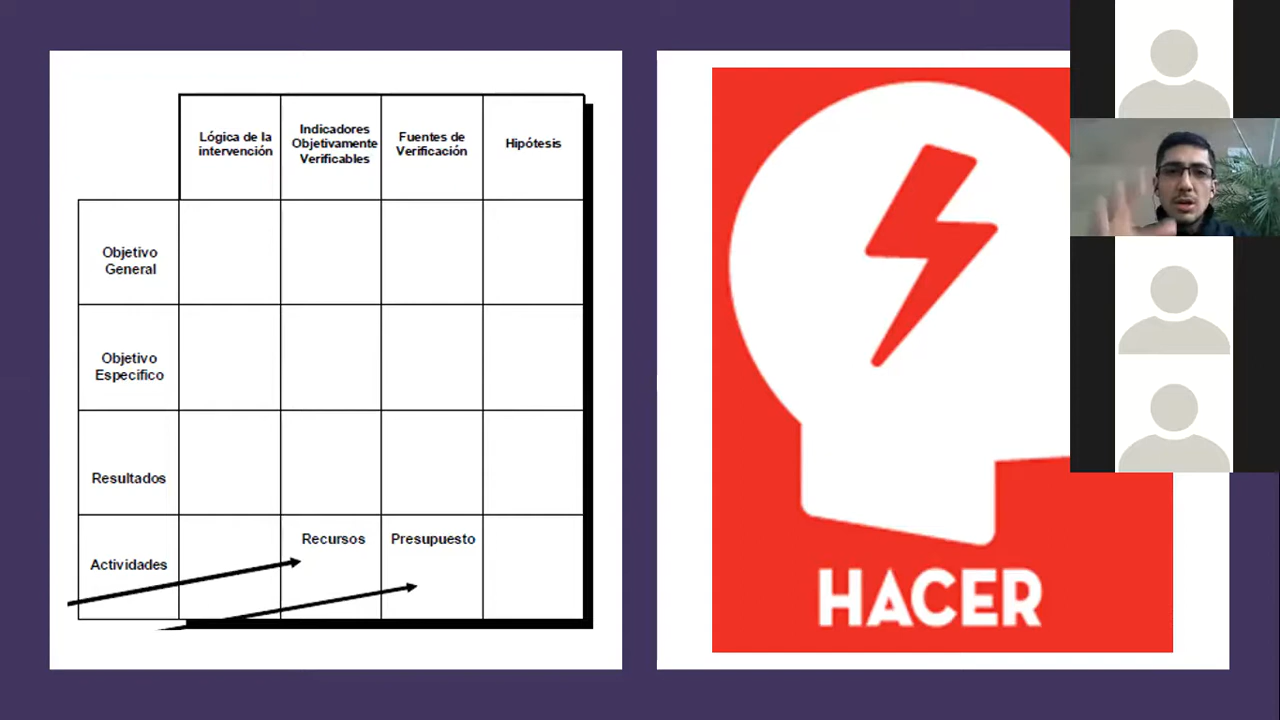 Lógica de la
intervención
Indicadores
Objetivamente
Verificables
Fuentes de
Verificación
Hipótesis
Objetivo
General
Objetivo
Específico
Resultados
Actividades
Recursos
Presupuesto
HACER